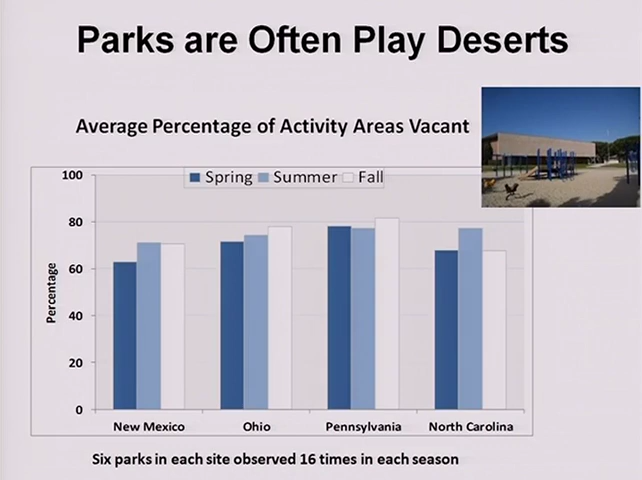 Parks are Often Play Deserts
Average Percentage of Activity Areas Vacant
Spring Summer Fall
Percentage
100
80
60
40
20
0
New Mexico Ohio Pennsylvania North Carolina
Six parks in each site observed 16 times in each season